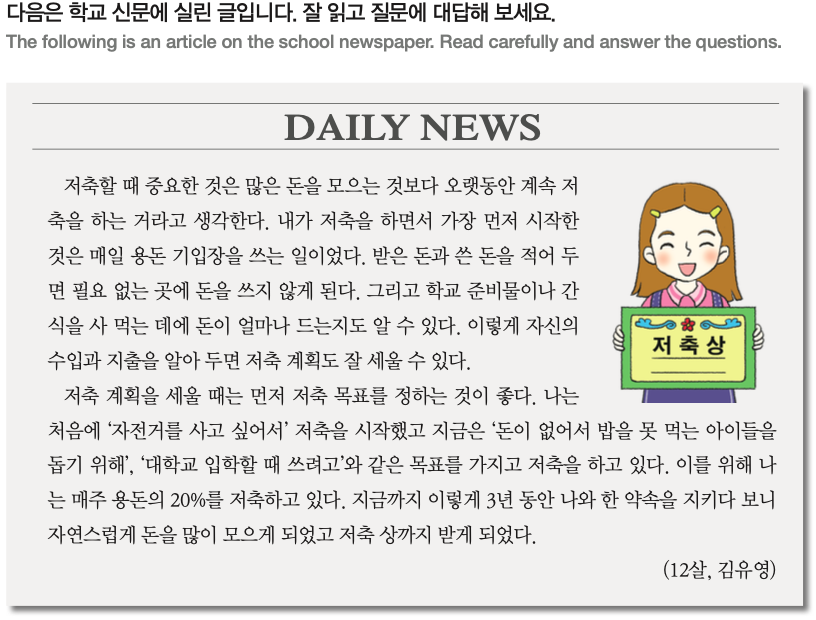 다음은 학교 신문에 실린 글입니다. 잘 읽고 질문에 대답해 보세요.
The following is an article on the school newspaper. Read carefully and answer the questions.
DAILY NEWS
저축할 때 중요한 것은 많은 돈을 모으는 것보다 오랫동안 계속 저
축을 하는 거라고 생각한다. 내가 저축을 하면서 가장 먼저 시작한
것은 매일 용돈 기입장을 쓰는 일이었다. 받은 돈과 쓴 돈을 적어 두
면 필요 없는 곳에 돈을 쓰지 않게 된다. 그리고 학교 준비물이나 간
식을 사 먹는 데에 돈이 얼마나 드는지도 알 수 있다. 이렇게 자신의
수입과 지출을 알아 두면 저축 계획도 잘 세울 수 있다.
저축 계획을 세울 때는 먼저 저축 목표를 정하는 것이 좋다. 나는
처음에 ‘자전거를 사고 싶어서’ 저축을 시작했고 지금은 ‘돈이 없어서 밥을 못 먹는 아이들을
돕기 위해’, ‘대학교 입학할 때 쓰려고’와 같은 목표를 가지고 저축을 하고 있다. 이를 위해 나
는 매주 용돈의 20%를 저축하고 있다. 지금까지 이렇게 3년 동안 나와 한 약속을 지키다 보니
자연스럽게 돈을 많이 모으게 되었고 저축 상까지 받게 되었다.
(12살, 김유영)
저축상